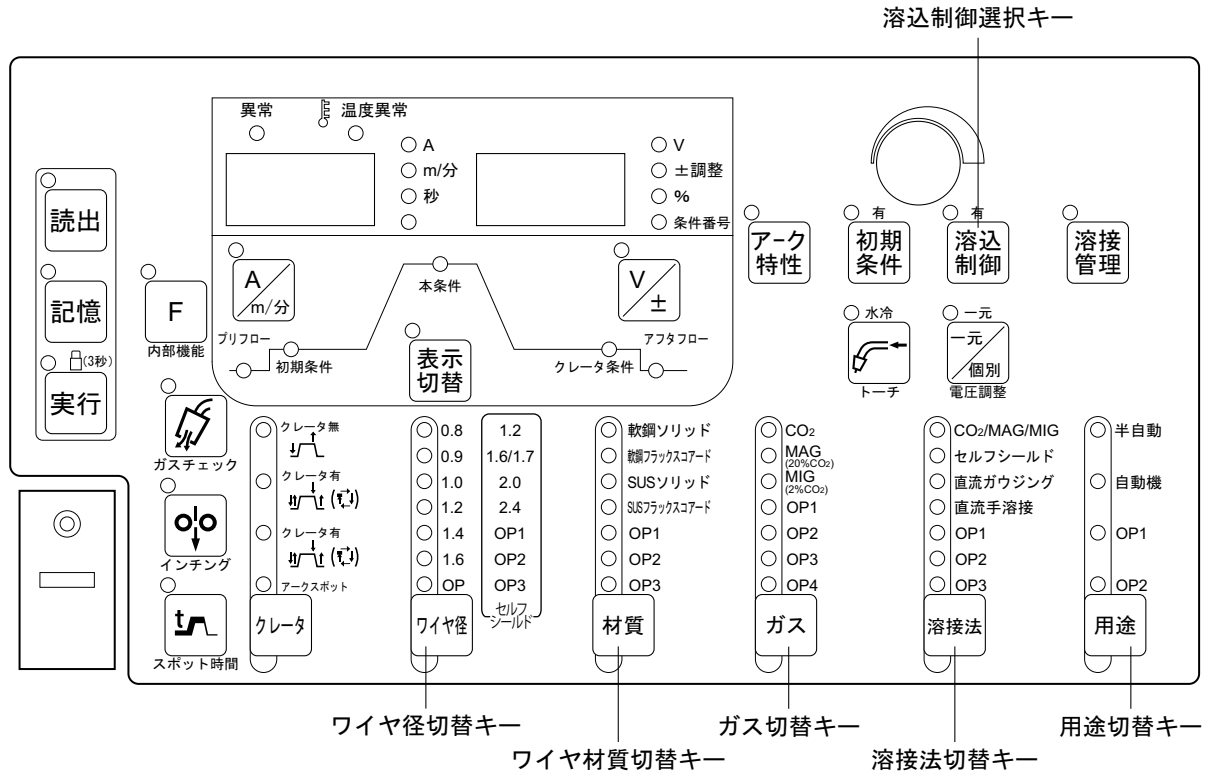 溶込制御選択キー
異常
温度異常
A
m/分
秒
V
±調整
%
条件番号
読出
記憶
(3秒)
実行
F
内部機能
A
m/分
V
±
本条件
プリフロー
初期条件
表示
切替
クレータ条件
アフタフロー
アーク
特性
有
初期
条件
有
溶込
制御
溶接
管理
水冷
トーチ
一元
一元
個別
電圧調整
ガスチェック
インチング
t
スポット時間
クレータ無
クレータ有
クレータ有
アークスポット
クレータ
0.8
0.9
1.0
1.2
1.4
1.6
OP
ワイヤ径
1.2
1.6/1.7
2.0
2.4
OP1
OP2
OP3
セルフ
シールド
軟鋼ソリッド
軟鋼フラックスコアード
SUSソリッド
SUSフラックスコアード
OP1
OP2
OP3
材質
CO2
MAG
(20%CO2)
MIG
(2%CO2)
OP1
OP2
OP3
OP4
ガス
CO2/MAG/MIG
セルフシールド
直流ガウジング
直流手溶接
OP1
OP2
OP3
溶接法
半自動
自動機
OP1
OP2
用途
ワイヤ径切替キー
ガス切替キー
用途切替キー
ワイヤ材質切替キー
溶接法切替キー